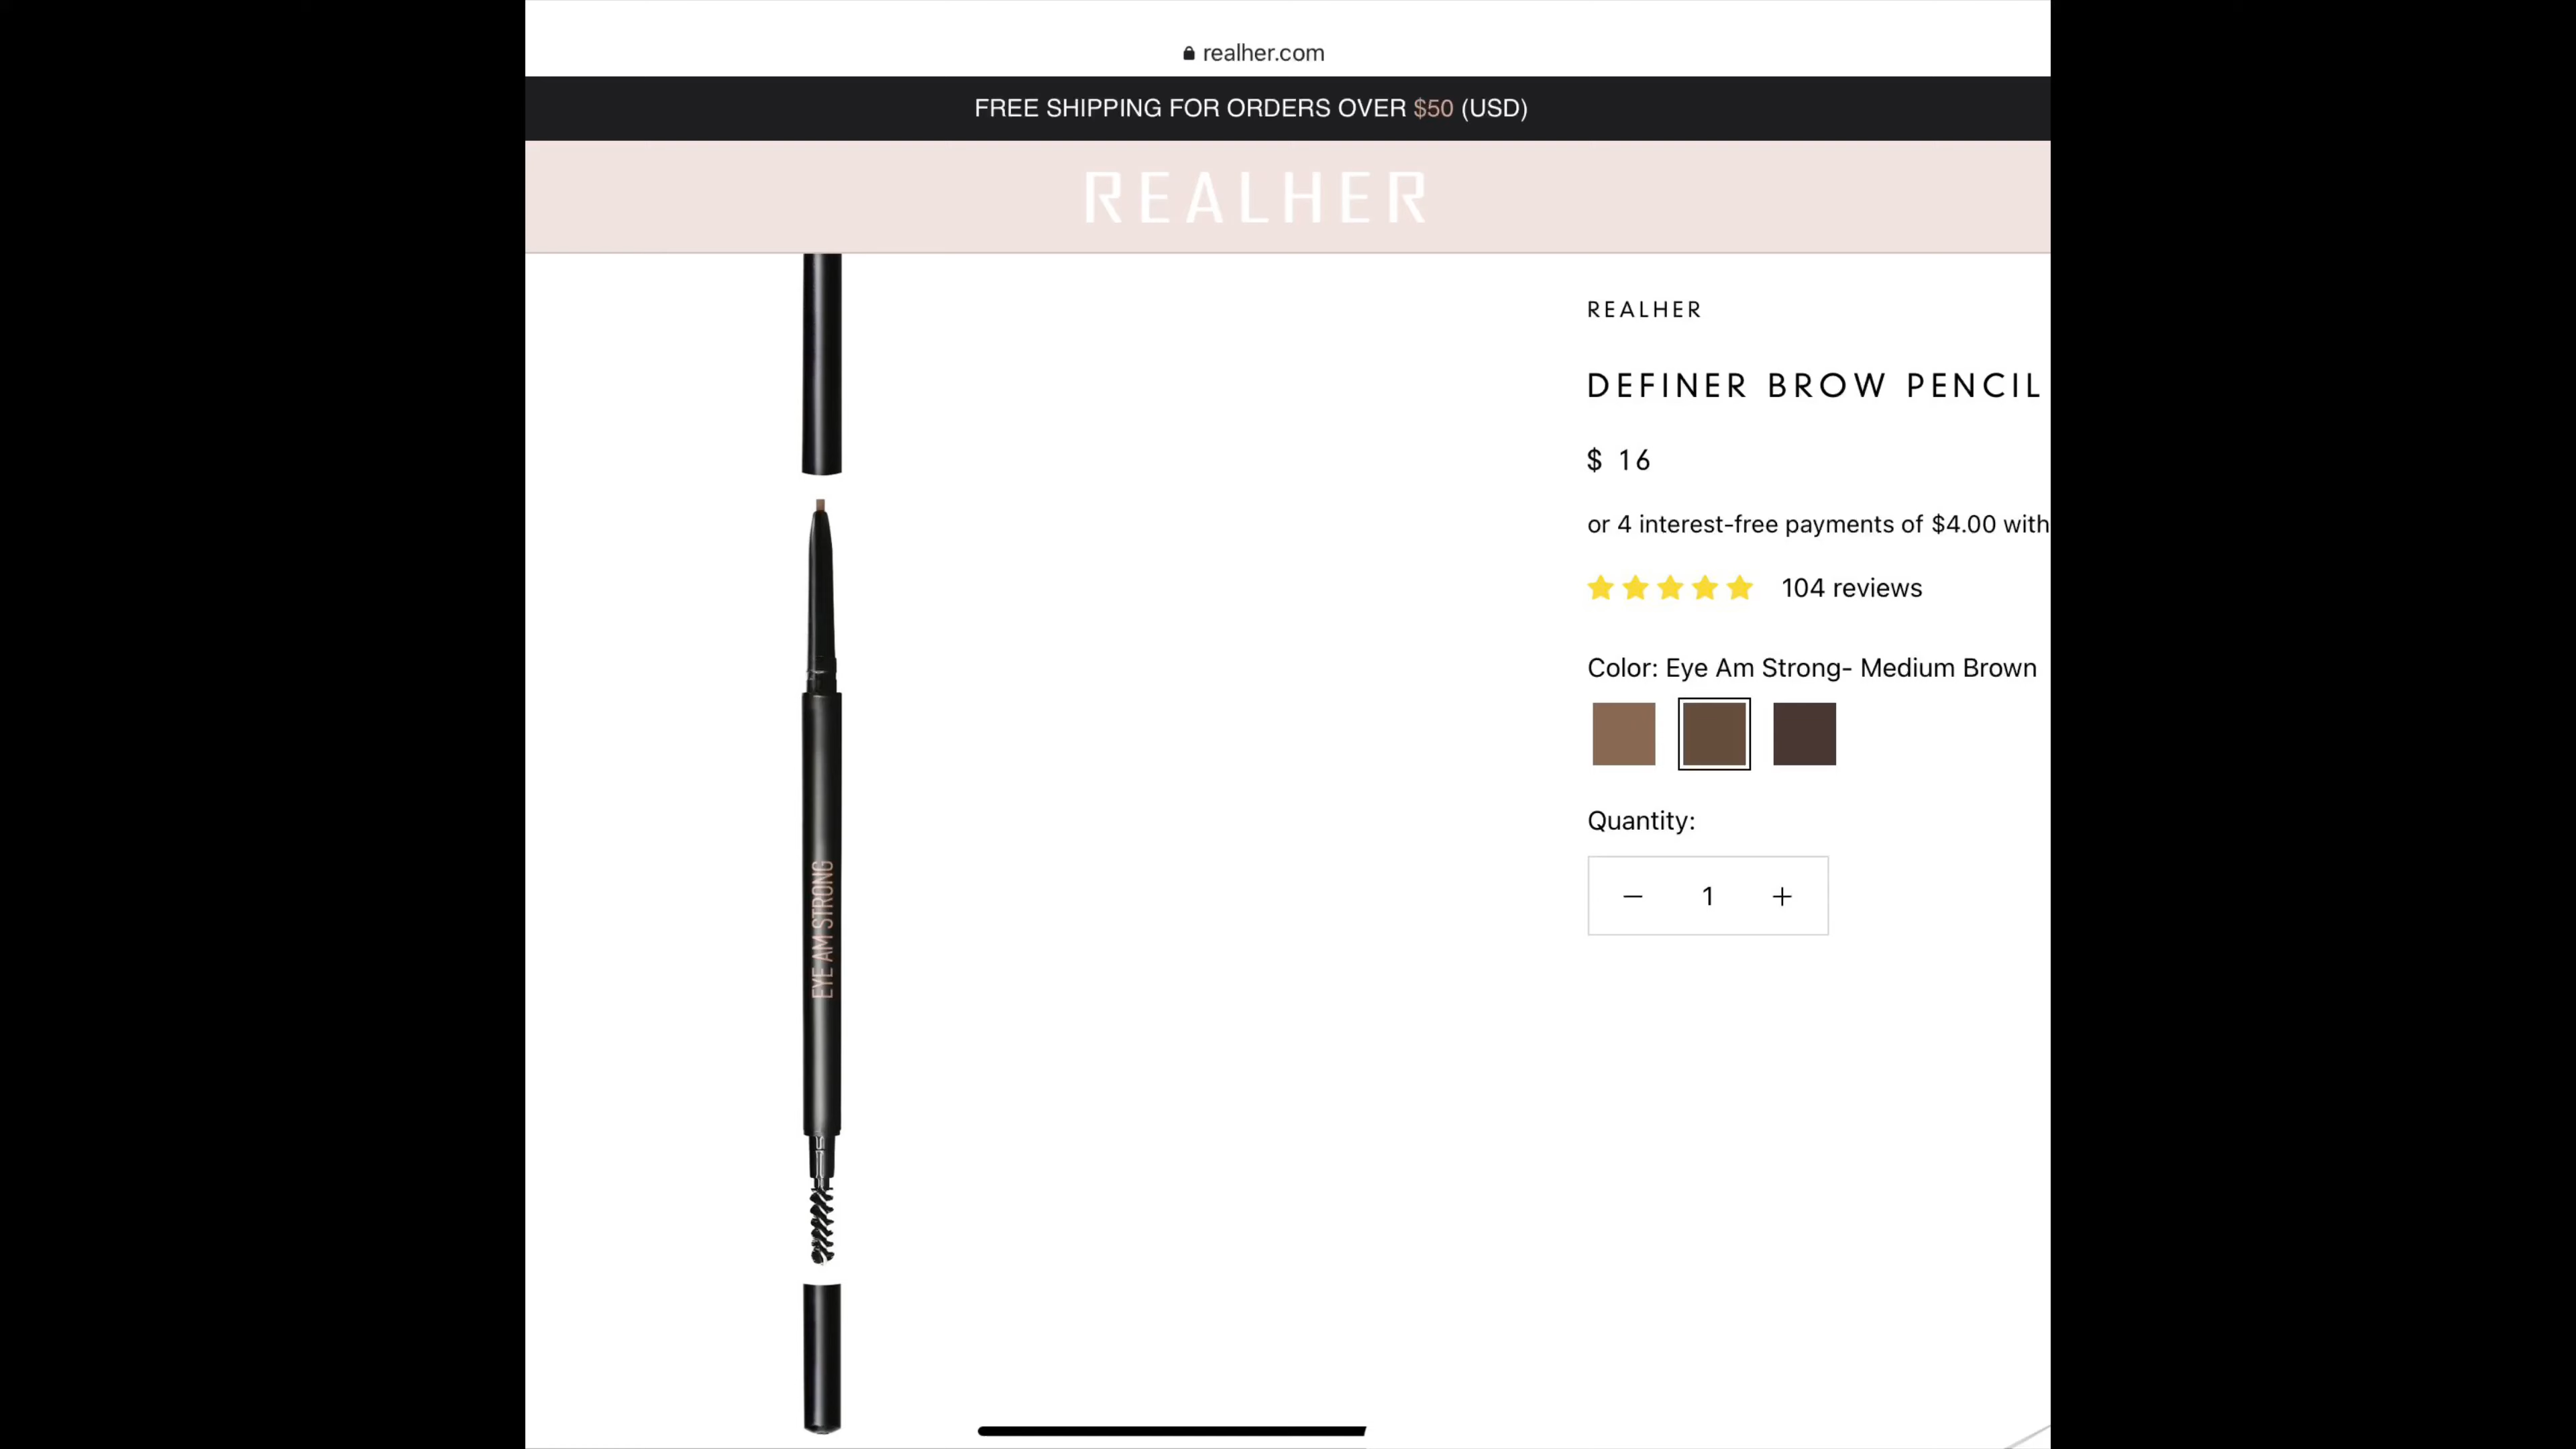 realher.com
FREE SHIPPING FOR ORDERS OVER $50 (USD)
REALHER
REALHER
DEFINER BROW PENCIL
$ 16
or 4 interest-free payments of $4.00 with
104 reviews
Color: Eye Am Strong- Medium Brown
Quantity:
− 1 +
EYE AM STRONG